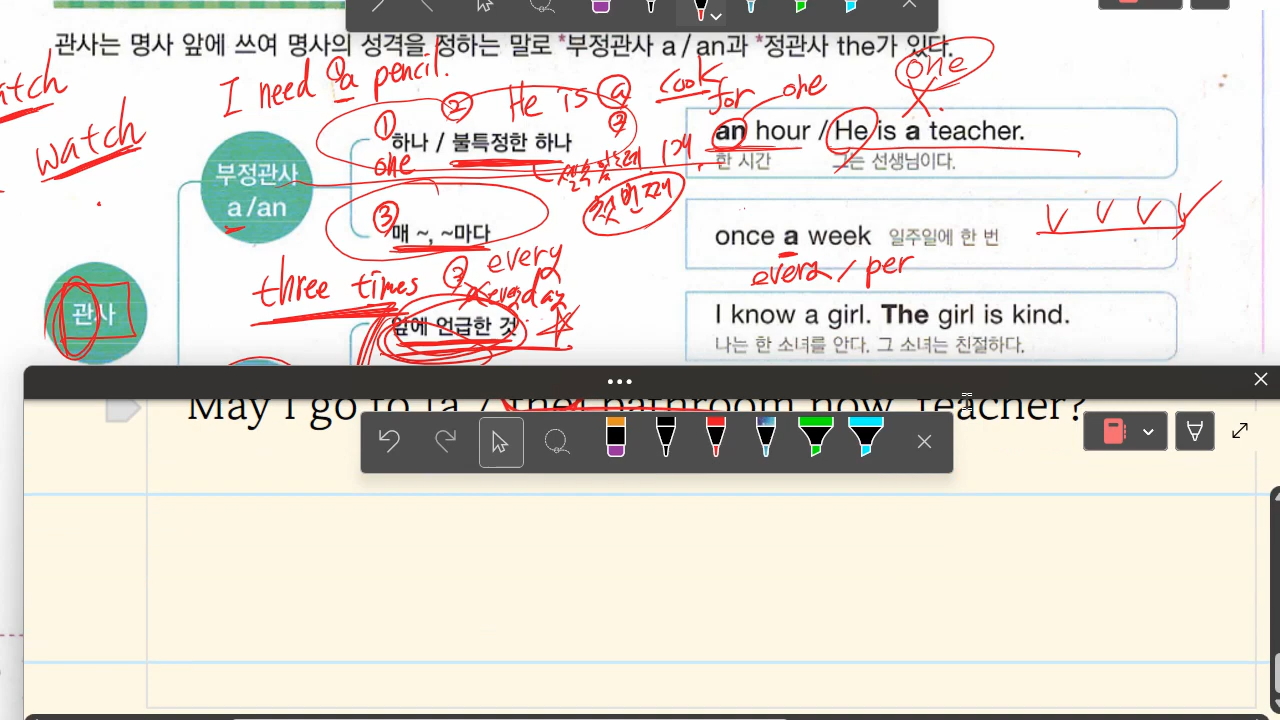 관사는 명사 앞에 쓰여 명사의 성격을 정하는 말로 *부정관사 a / an과 *정관사 the가 있다.
one
I need ① a pencil.
② He is ⓐ cook
for one
watch
① 하나 / 불특정한 하나 ②
one
첫 번째
an hour / He is a teacher.
한 시간 그는 선생님이다.
부정관사
a / an
③
매 ~, ~마다
once a week 일주일에 한 번
every / per
three times
② every
관사
앞에 언급한 것
I know a girl. The girl is kind.
나는 한 소녀를 안다. 그 소녀는 친절하다.
May I go to [a / the] bathroom now, teacher?